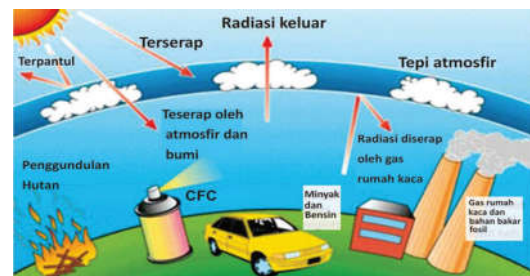 Radiasi keluar
Terserap
Terpantul
Tepi atmosfir
Teserap oleh
atmosfir dan
bumi
Radiasi diserap
oleh gas
rumah kaca
Penggundulan
Hutan
CFC
Minyak
dan
Bensin
Gas rumah
kaca dan
bahan bakar
fosil